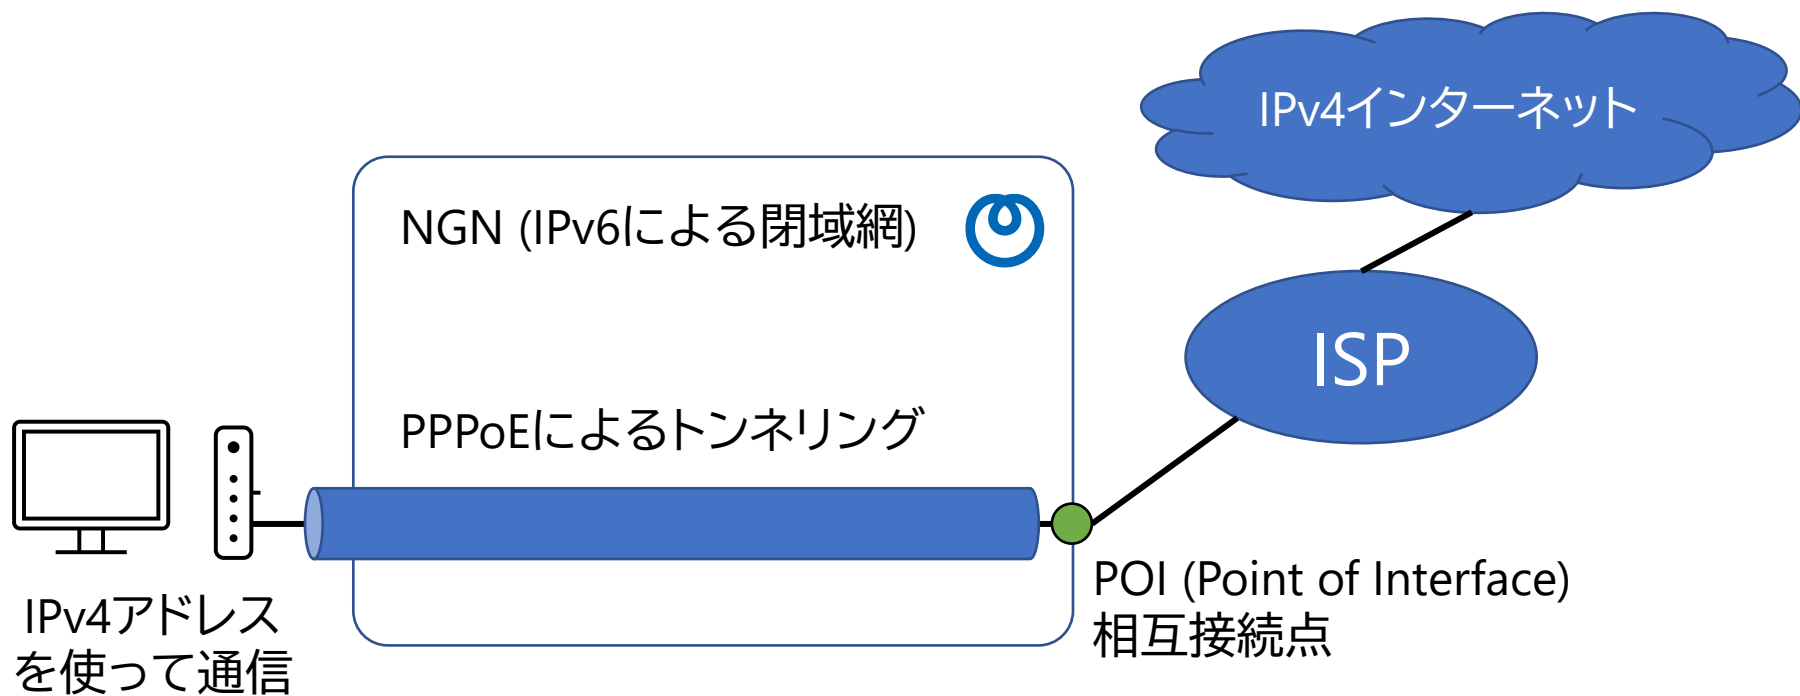 IPv4インターネット
NGN (IPv6による閉域網)
ISP
PPPoEによるトンネリング
POI (Point of Interface)
相互接続点
IPv4アドレス
を使って通信